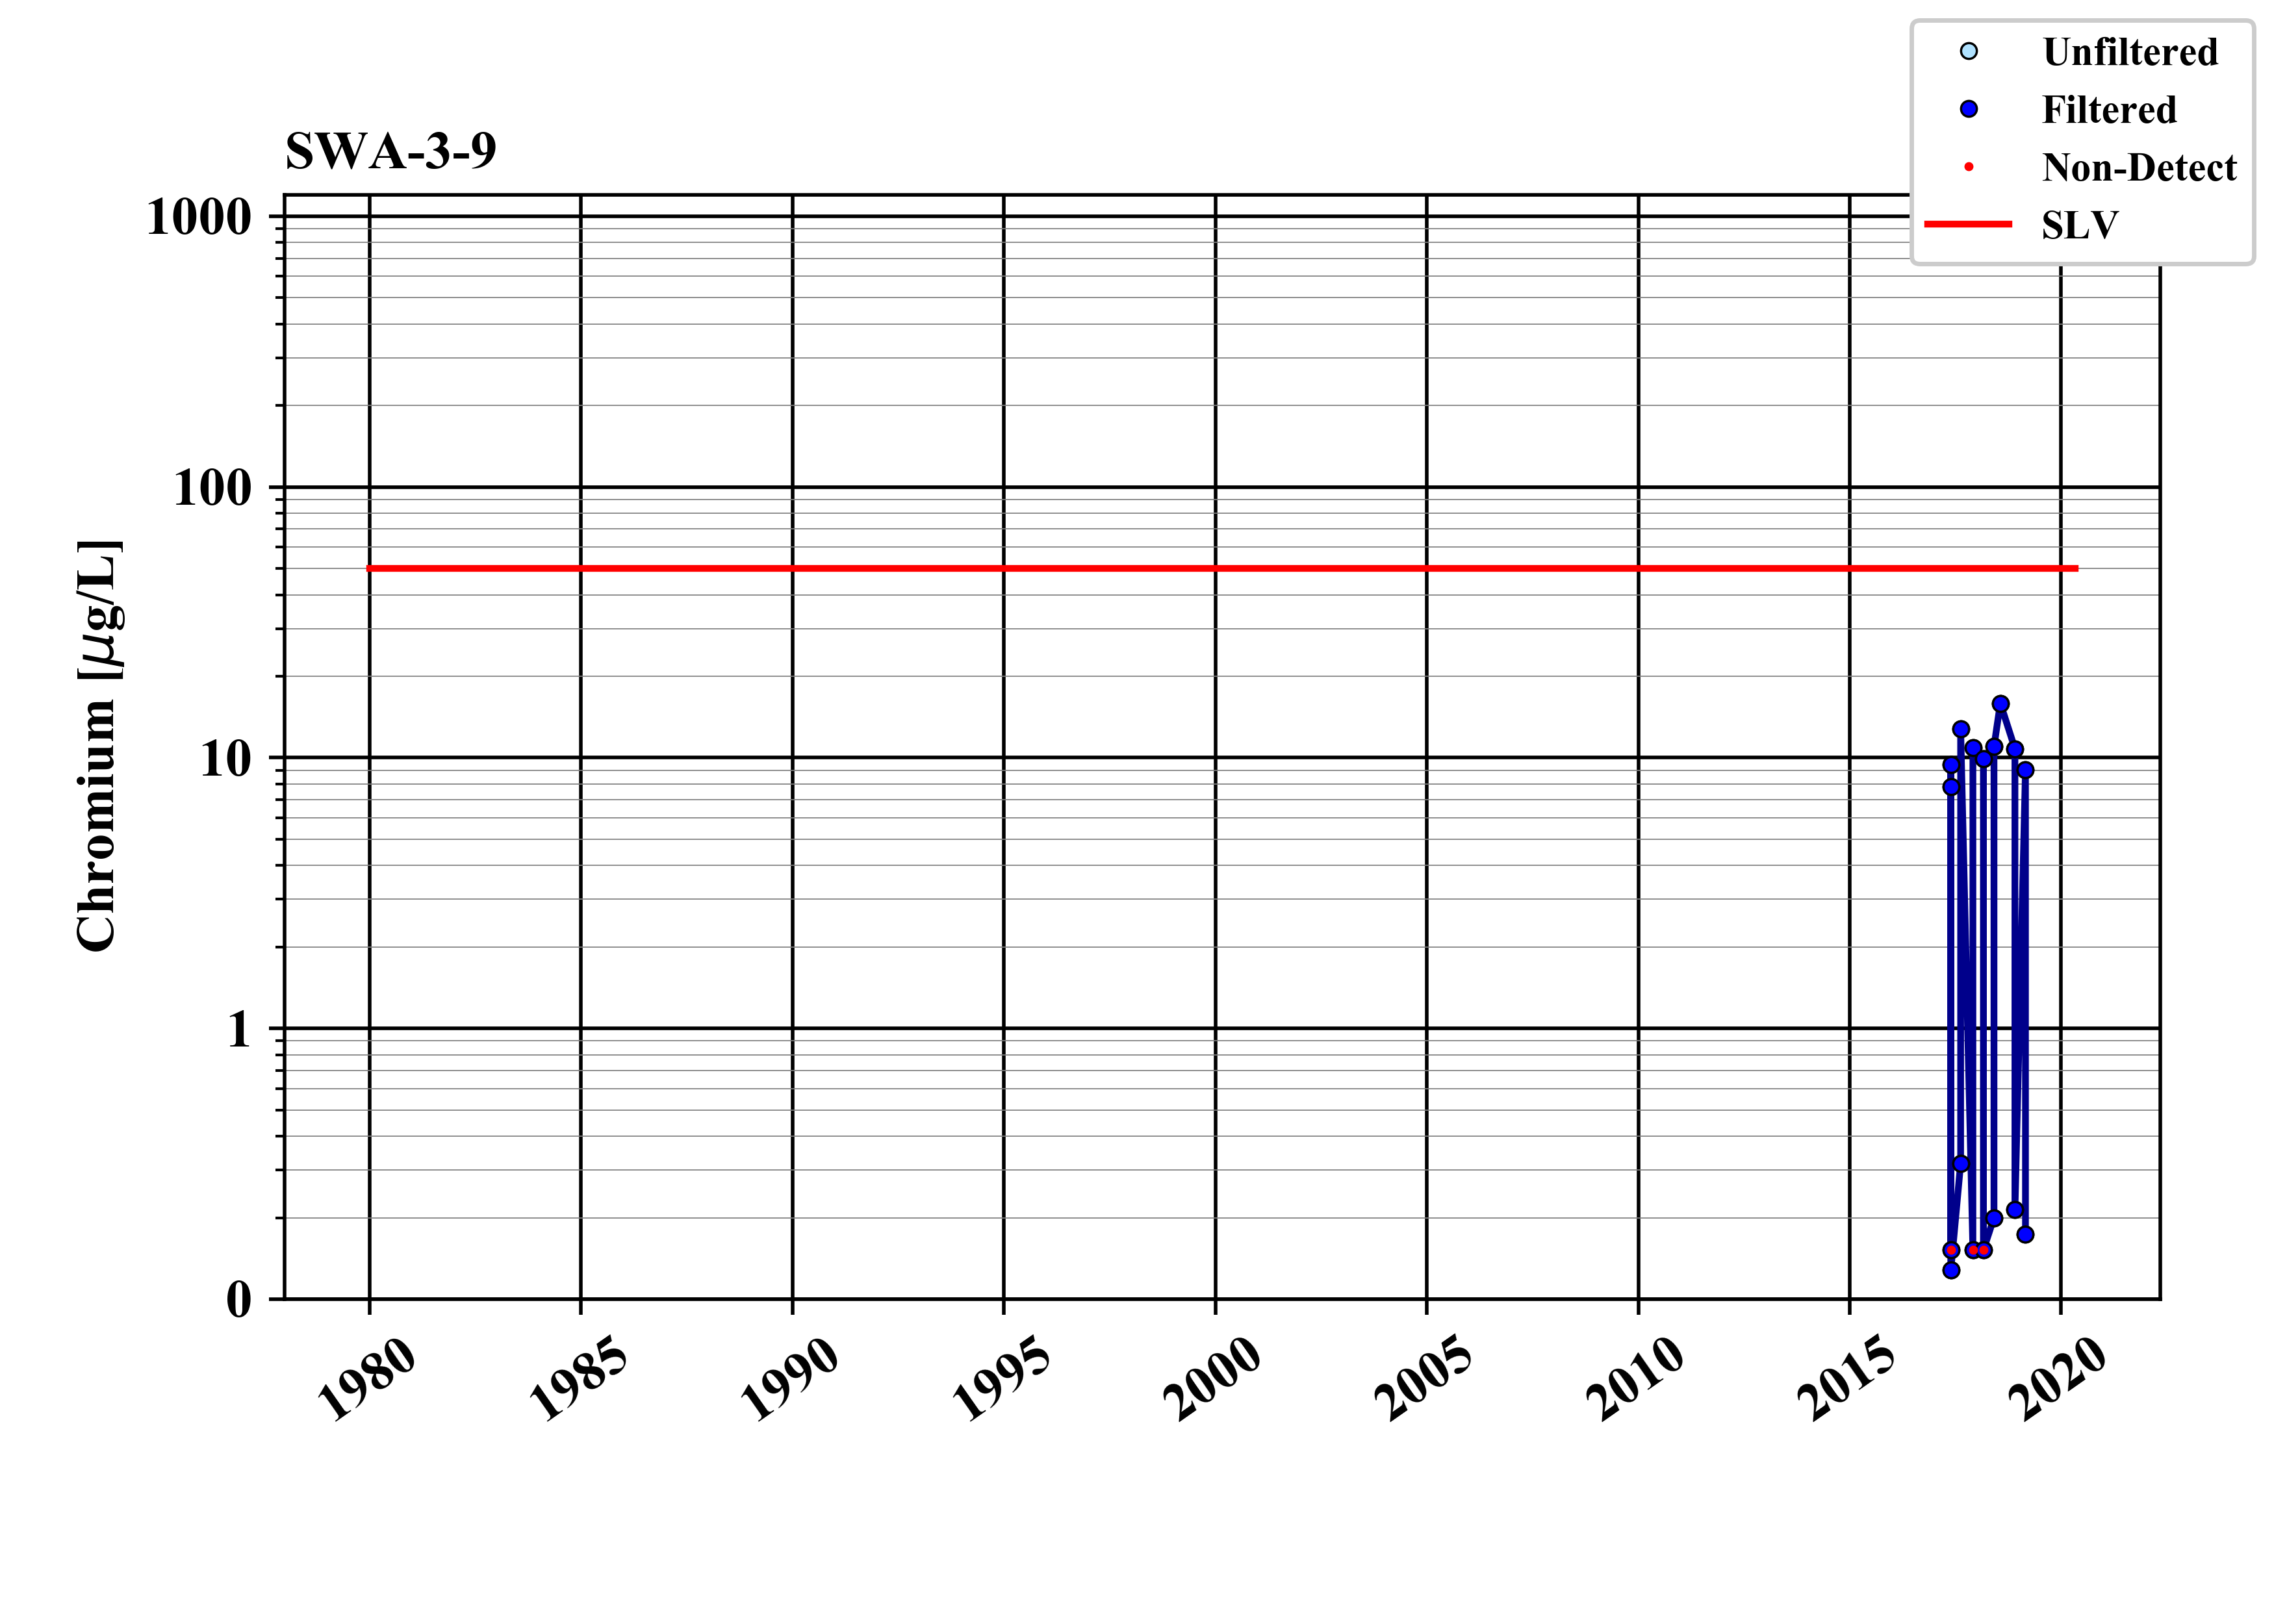 Unfiltered
Filtered
Non-Detect
SLV
SWA-3-9
1000
100
10
1
0
Chromium [μg/L]
1980 1985 1990 1995 2000 2005 2010 2015 2020